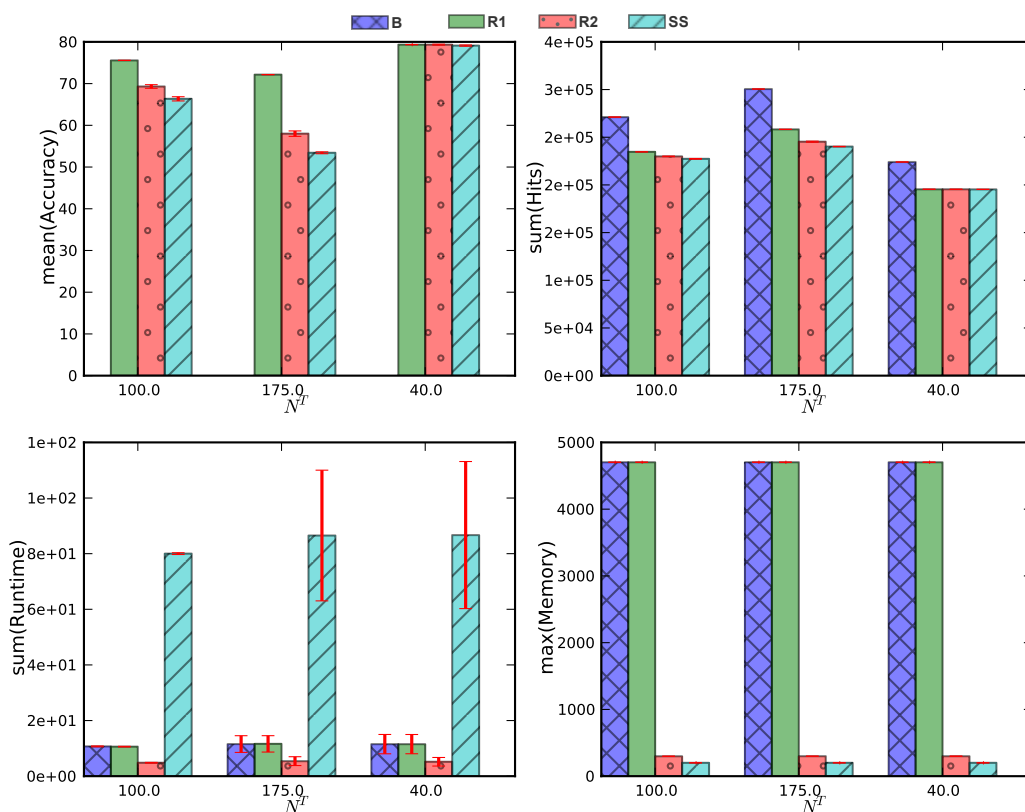 B R1 R2 SS
80
70
60
50
40
30
20
10
0
mean(Accuracy)
100.0 175.0 40.0
N^T
4e+05
3e+05
3e+05
2e+05
2e+05
2e+05
1e+05
5e+04
0e+00
sum(Hits)
100.0 175.0 40.0
N^T
1e+02
1e+02
8e+01
6e+01
4e+01
2e+01
0e+00
sum(Runtime)
100.0 175.0 40.0
N^T
5000
4000
3000
2000
1000
0
max(Memory)
100.0 175.0 40.0
N^T